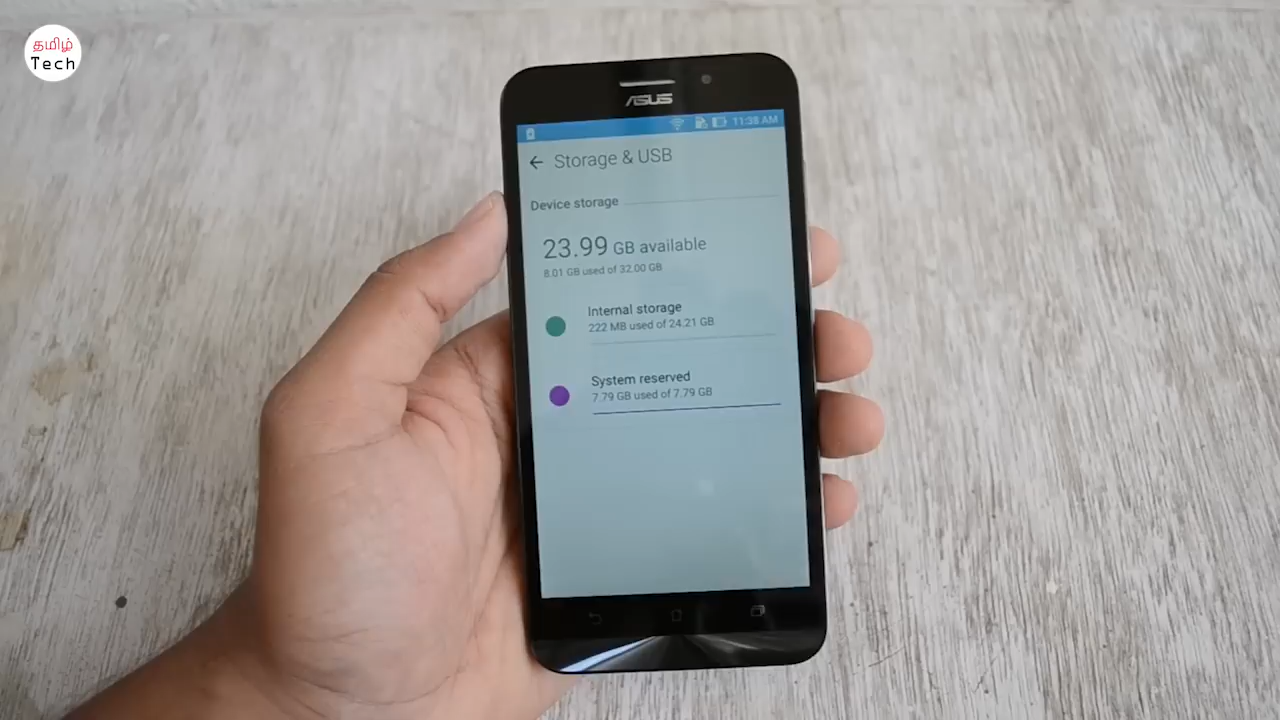 தமிழ்
Tech
ASUS
11:38 AM
Storage & USB
Device storage
23.99 GB available
8.01 GB used of 32.00 GB
Internal storage
222 MB used of 24.21 GB
System reserved
7.79 GB used of 7.79 GB